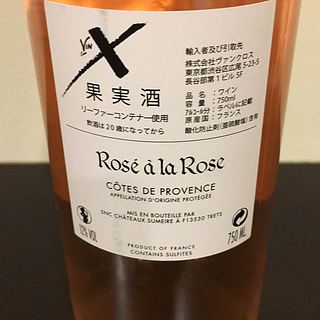 VIN
X
果実酒
リーファーコンテナー使用
飲酒は20歳になってから
輸入者及び引取先
株式会社ヴァンクロス
東京都渋谷区広尾5-23-5
長谷部第1ビル5F
品名:ワイン
容量:750ml
アルコール分:ラベルに記載
原産国:フランス
酸化防止剤(亜硫酸塩)含有
Rosé à la Rose
CÔTES DE PROVENCE
APPELLATION D'ORIGINE PROTÉGÉE
MIS EN BOUTEILLE PAR
SNC CHÂTEAUX SUMEIRE À F13530 TRETS
12% VOL
750 ML
PRODUCT OF FRANCE
CONTAINS SULFITES